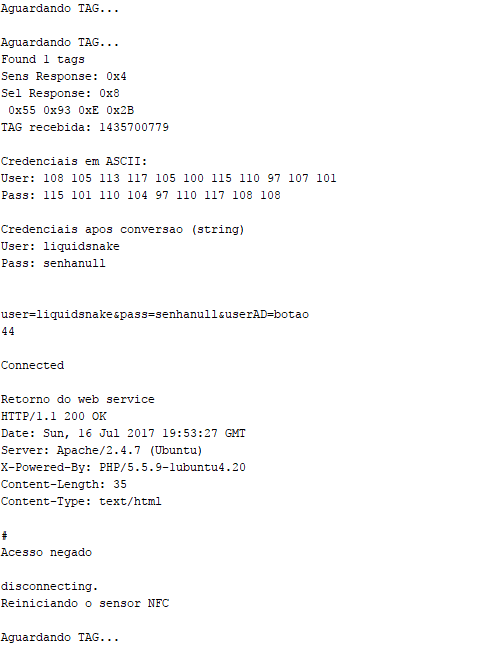 Aguardando TAG...
Aguardando TAG...
Found 1 tags
Sens Response: 0x4
Sel Response: 0x8
0x55 0x93 0xE 0x2B
TAG recebida: 1435700779
Credenciais em ASCII:
User: 108 105 113 117 105 100 115 110 97 107 101
Pass: 115 101 110 104 97 110 117 108 108
Credenciais apos conversao (string)
User: liquidsnake
Pass: senhanull
user=liquidsnake&pass=senhanull&userAD=botao
44
Connected
Retorno do web service
HTTP/1.1 200 OK
Date: Sun, 16 Jul 2017 19:53:27 GMT
Server: Apache/2.4.7 (Ubuntu)
X-Powered-By: PHP/5.5.9-1ubuntu4.20
Content-Length: 35
Content-Type: text/html
#
Acesso negado
disconnecting.
Reiniciando o sensor NFC
Aguardando TAG...